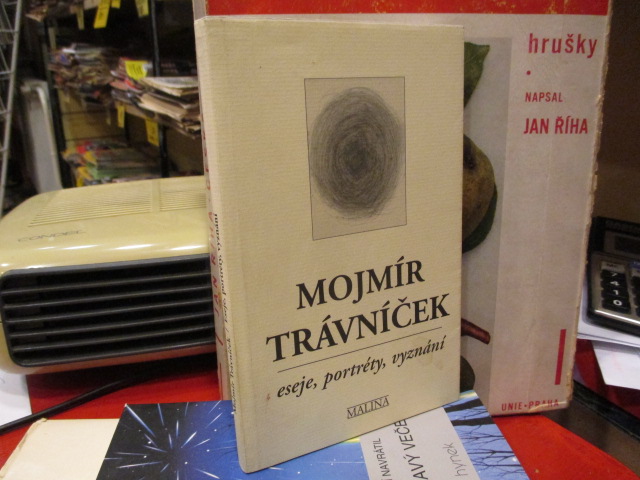 MOJMÍR
TRÁVNÍČEK
eseje, portréty, vyznání
MALINA
hrušky
NAPSAL
JAN ŘÍHA
UNIE-PRAHA
NAVRÁTIL
hynek